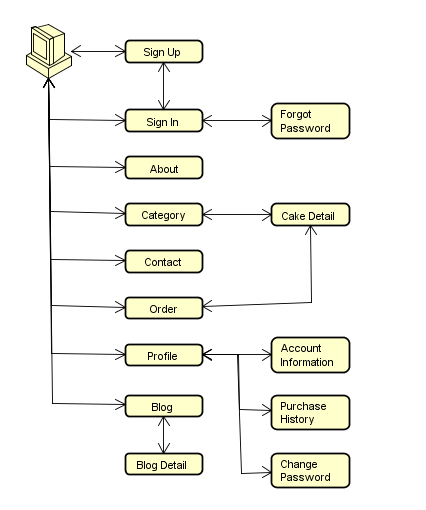 Sign Up
Sign In
Forgot
Password
About
Category
Cake Detail
Contact
Order
Profile
Account
Information
Blog
Purchase
History
Blog Detail
Change
Password